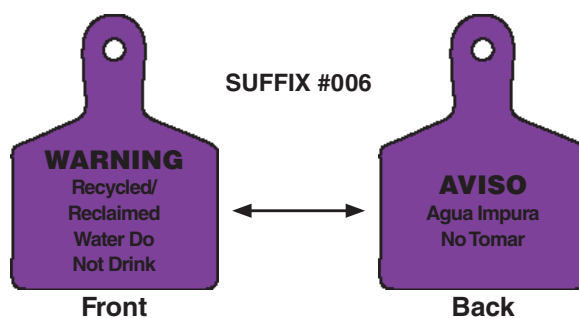 SUFFIX #006
WARNING
Recycled/
Reclaimed
Water Do
Not Drink
Front
AVISO
Agua Impura
No Tomar
Back